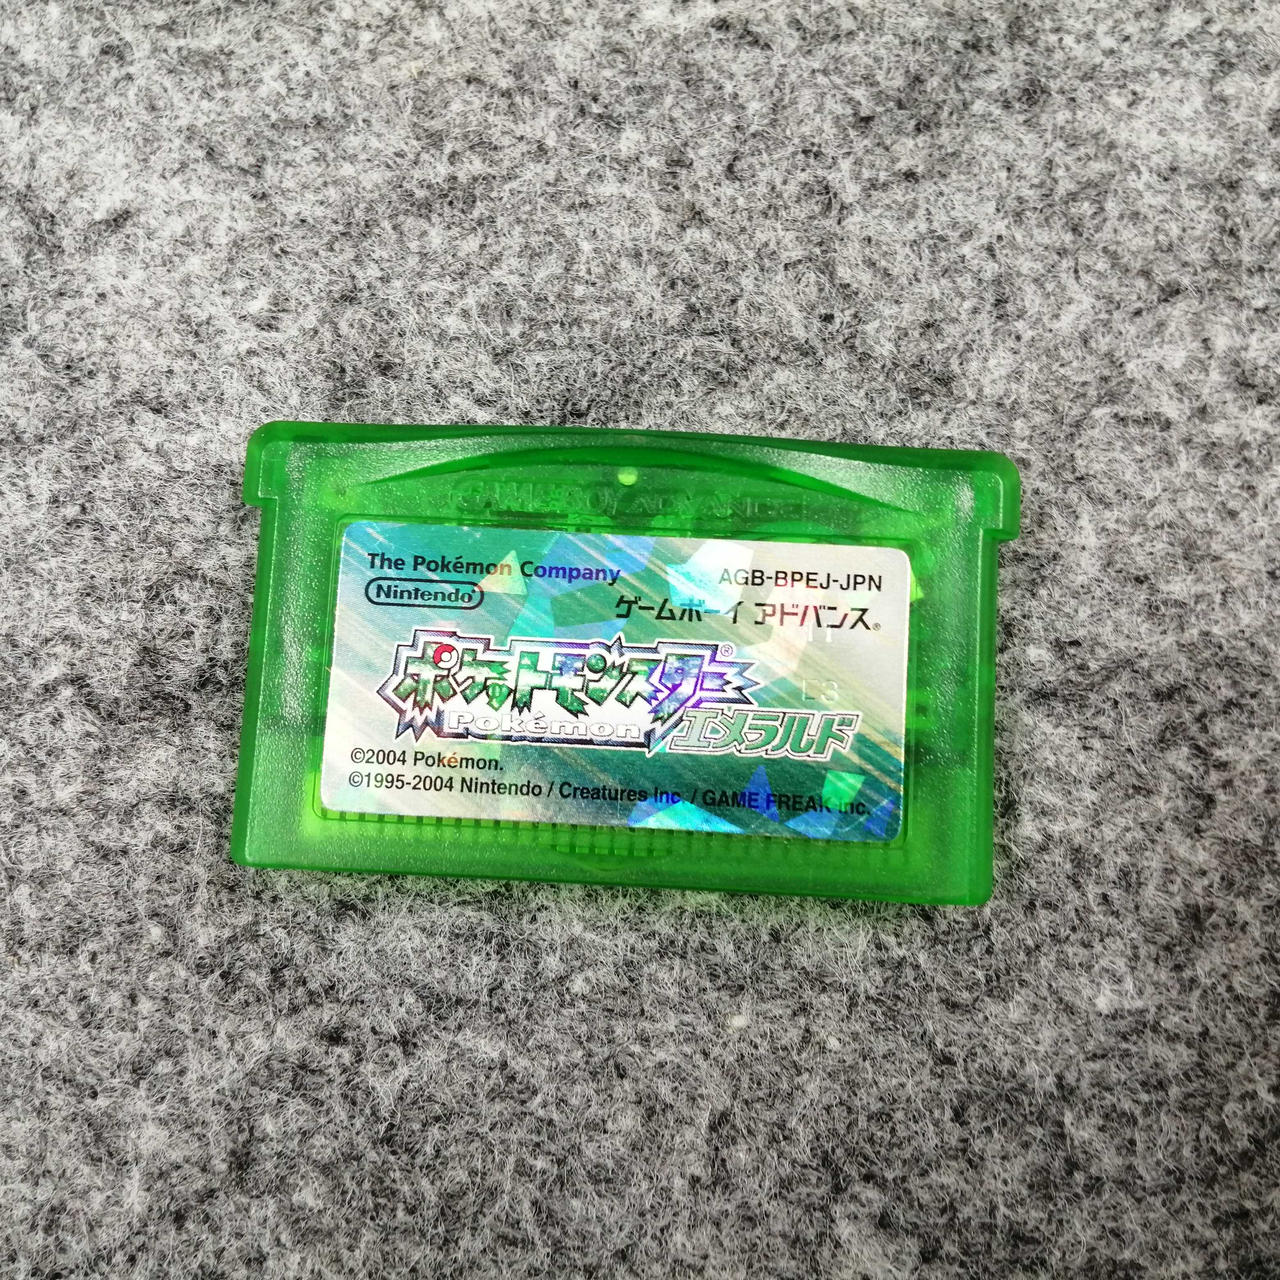 GAME BOY ADVANCE
The Pokémon Company
Nintendo®
AGB-BPEJ-JPN
ゲームボーイ アドバンス®
ポケットモンスター®
Pokémon
エメラルド
©2004 Pokémon.
©1995-2004 Nintendo / Creatures inc. / GAME FREAK inc.